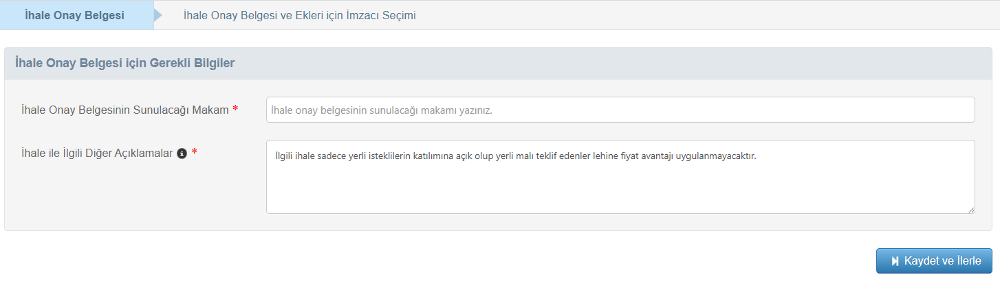 İhale Onay Belgesi
İhale Onay Belgesi ve Ekleri için İmzacı Seçimi
İhale Onay Belgesi için Gerekli Bilgiler
İhale Onay Belgesinin Sunulacağı Makam *
İhale onay belgesinin sunulacağı makamı yazınız.
İhale ile İlgili Diğer Açıklamalar *
İlgili ihale sadece yerli isteklilerin katılımına açık olup yerli malı teklif edenler lehine fiyat avantajı uygulanmayacaktır.
Kaydet ve İlerle